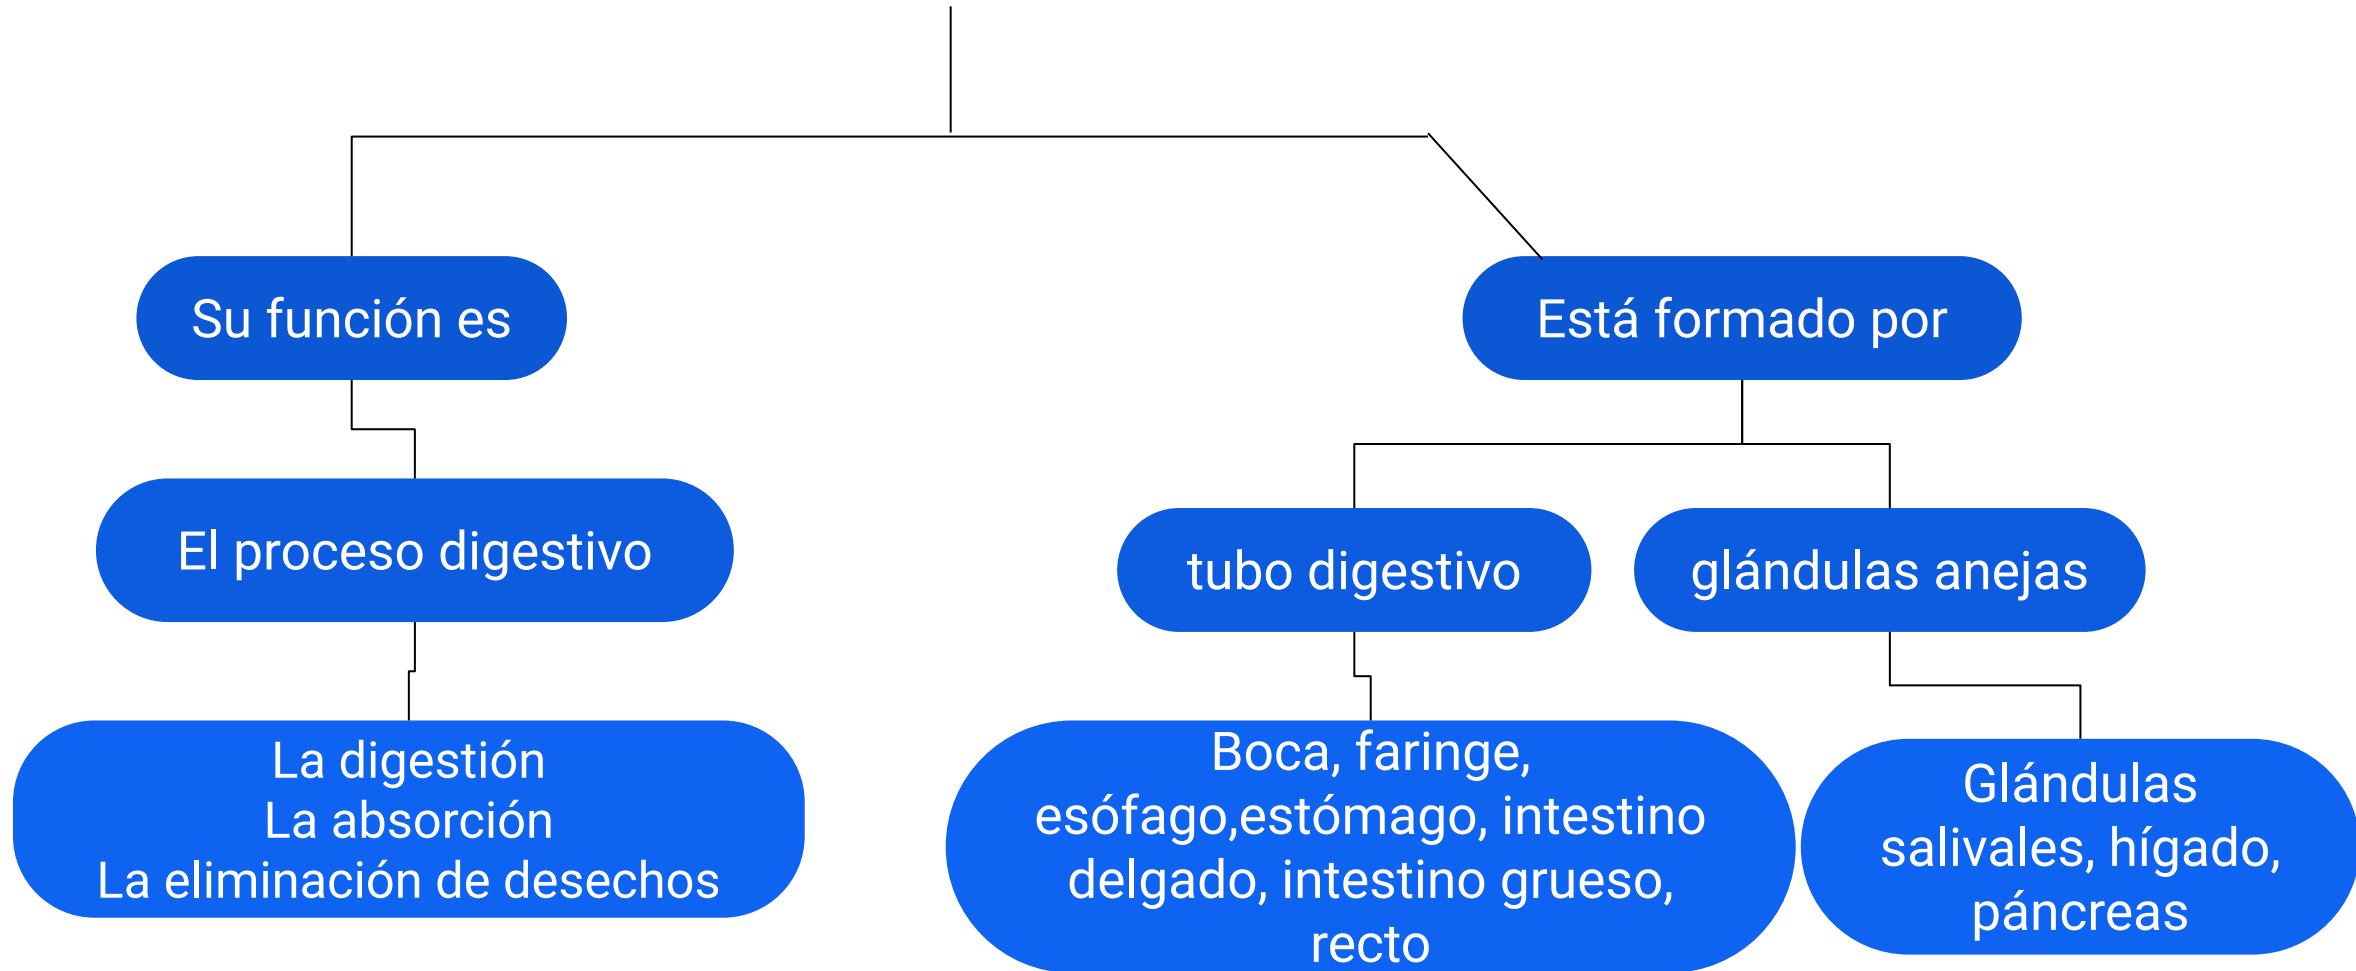 Su función es
Está formado por
El proceso digestivo
tubo digestivo
glándulas anejas
La digestión
La absorción
La eliminación de desechos
Boca, faringe,
esófago,estómago, intestino
delgado, intestino grueso,
recto
Glándulas
salivales, hígado,
páncreas